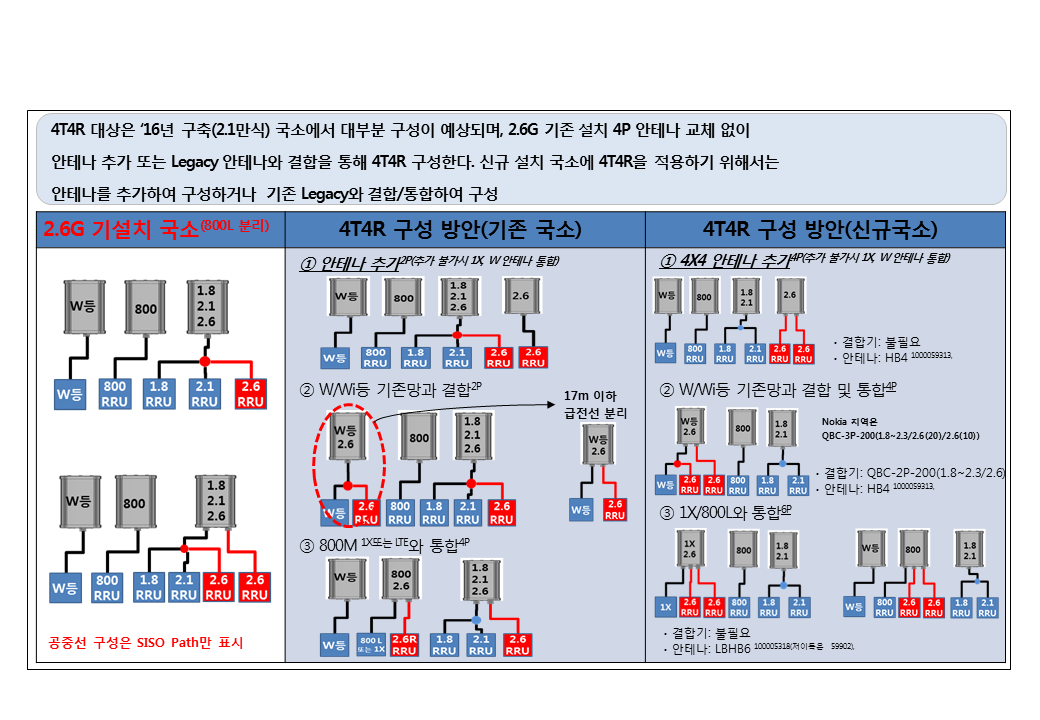 4T4R 대상은 '16년 구축(2.1만식) 국소에서 대부분 구성이 예상되며, 2.6G 기존 설치 4P 안테나 교체 없이
안테나 추가 또는 Legacy 안테나와 결합을 통해 4T4R 구성한다. 신규 설치 국소에 4T4R을 적용하기 위해서는
안테나를 추가하여 구성하거나 기존 Legacy와 결합/통합하여 구성
2.6G 기설치 국소(800L 분리)
W등
800
1.8
2.1
2.6
W등
800
RRU
1.8
RRU
2.1
RRU
2.6
RRU
W등
800
1.8
2.1
2.6
W등
800
RRU
1.8
RRU
2.1
RRU
2.6
RRU
2.6
RRU
공중선 구성은 SISO Path만 표시
4T4R 구성 방안(기존 국소)
① 안테나 추가2P(추가 불가시 1X, W 안테나 통합)
W등
800
1.8
2.1
2.6
2.6
W등
800
RRU
1.8
RRU
2.1
RRU
2.6
RRU
2.6
RRU
② W/Wi등 기존망과 결합2P
17m 이하
급전선 분리
W등
2.6
800
1.8
2.1
2.6
W등
2.6
W등
2.6
RRU
800
RRU
1.8
RRU
2.1
RRU
2.6
RRU
W등
2.6
RRU
③ 800M 1X또는 LTE와 통합4P
W등
800
2.6
1.8
2.1
2.6
W등
800 L
또는 1X
2.6R
RRU
1.8
RRU
2.1
RRU
2.6
RRU
4T4R 구성 방안(신규국소)
① 4X4 안테나 추가4P(추가 불가시 1X, W 안테나 통합)
W등
800
1.8
2.1
2.6
W등
800
RRU
1.8
RRU
2.1
RRU
2.6
RRU
2.6
RRU
· 결합기: 불필요
· 안테나: HB4 1000059313,
② W/Wi등 기존망과 결합 및 통합4P
W등
2.6
800
1.8
2.1
Nokia 지역은
QBC-3P-200(1.8~2.3/2.6(20)/2.6(10))
W등
2.6
RRU
2.6
RRU
800
RRU
1.8
RRU
2.1
RRU
· 결합기: QBC-2P-200(1.8~2.3/2.6)
· 안테나: HB4 1000059313,
③ 1X/800L와 통합6P
1X
2.6
800
1.8
2.1
1X
2.6
RRU
2.6
RRU
800
RRU
1.8
RRU
2.1
RRU
W등
800
1.8
2.1
W등
800
RRU
2.6
RRU
2.6
RRU
1.8
RRU
2.1
RRU
· 결합기: 불필요
· 안테나: LBHB6 100005318(저이득은 59902),